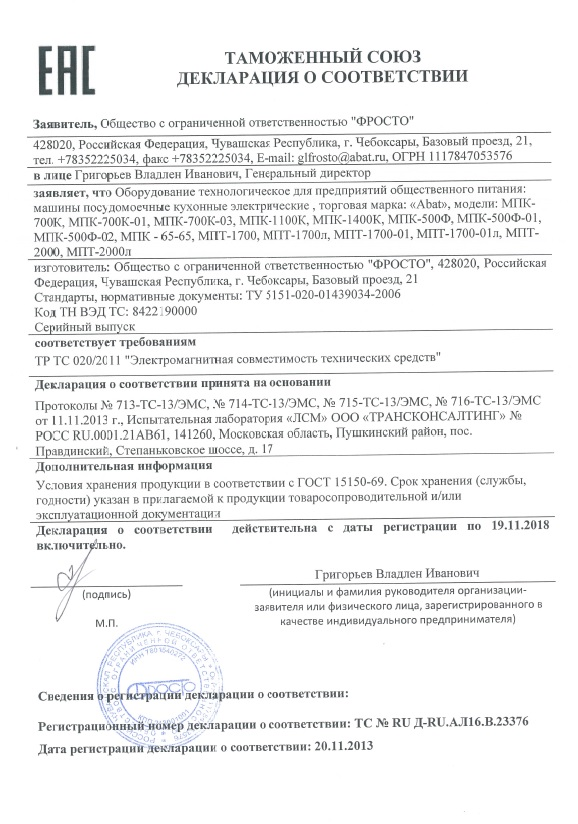 EAC
ТАМОЖЕННЫЙ СОЮЗ
ДЕКЛАРАЦИЯ О СООТВЕТСТВИИ
Заявитель, Общество с ограниченной ответственностью "ФРОСТО"
428020, Российская Федерация, Чувашская Республика, г. Чебоксары, Базовый проезд, 21,
тел. +78352225034, факс +78352225034, E-mail: glfrosto@abat.ru, ОГРН 1117847053576
в лице Григорьев Владлен Иванович, Генеральный директор
заявляет, что Оборудование технологическое для предприятий общественного питания:
машины посудомоечные кухонные электрические , торговая марка: «Abat», модели: МПК-
700К, МПК-700К-01, МПК-700К-03, МПК-1100К, МПК-1400К, МПК-500Ф, МПК-500Ф-01,
МПК-500Ф-02, МПК - 65-65, МПТ-1700, МПТ-1700л, МПТ-1700-01, МПТ-1700-01л, МПТ-
2000, МПТ-2000л
изготовитель: Общество с ограниченной ответственностью "ФРОСТО", 428020, Российская
Федерация, Чувашская Республика, г. Чебоксары, Базовый проезд, 21
Стандарты, нормативные документы: ТУ 5151-020-01439034-2006
Код ТН ВЭД ТС: 8422190000
Серийный выпуск
соответствует требованиям
ТР ТС 020/2011 "Электромагнитная совместимость технических средств"
Декларация о соответствии принята на основании
Протоколы № 713-ТС-13/ЭМС, № 714-ТС-13/ЭМС, № 715-ТС-13/ЭМС, № 716-ТС-13/ЭМС
от 11.11.2013 г., Испытательная лаборатория «ЛСМ» ООО «ТРАНСКОНСАЛТИНГ» №
РОСС RU.0001.21АВ61, 141260, Московская область, Пушкинский район, пос.
Правдинский, Степаньковское шоссе, д. 17
Дополнительная информация
Условия хранения продукции в соответствии с ГОСТ 15150-69. Срок хранения (службы,
годности) указан в прилагаемой к продукции товаросопроводительной и/или
эксплуатационной документации
Декларация о соответствии действительна с даты регистрации по 19.11.2018
включительно.
Григорьев Владлен Иванович
(подпись)
(инициалы и фамилия руководителя организации-
заявителя или физического лица, зарегистрированного в
качестве индивидуального предпринимателя)
М.П.
ФРОСТО
Сведения о регистрации декларации о соответствии:
Регистрационный номер декларации о соответствии: ТС № RU Д-RU.АЛ16.В.23376
Дата регистрации декларации о соответствии: 20.11.2013